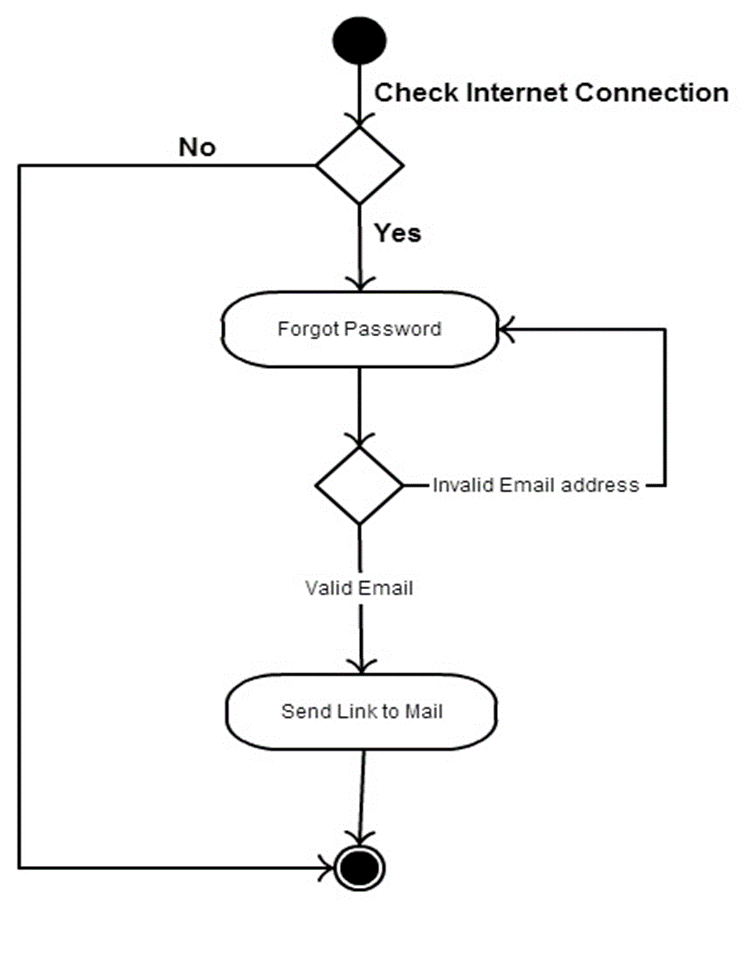 Check Internet Connection
No
Yes
Forgot Password
Invalid Email address
Valid Email
Send Link to Mail